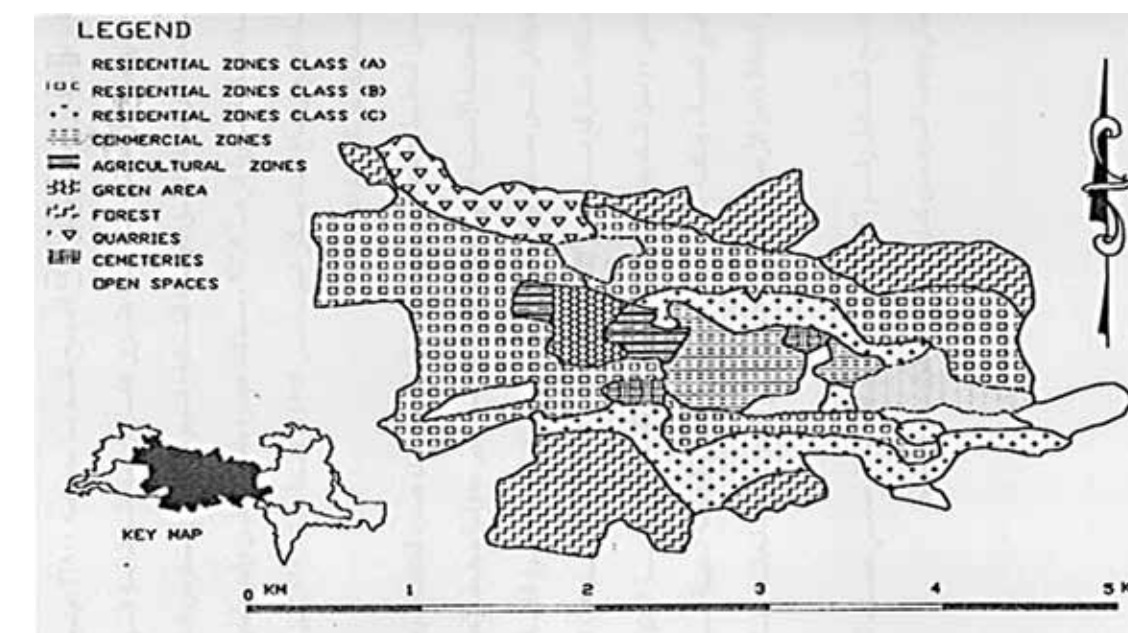 LEGEND
RESIDENTIAL ZONES CLASS (A)
RESIDENTIAL ZONES CLASS (B)
RESIDENTIAL ZONES CLASS (C)
COMMERCIAL ZONES
AGRICULTURAL ZONES
GREEN AREA
FOREST
QUARRIES
CEMETERIES
OPEN SPACES
KEY MAP
0 KM 1 2 3 4 5 K